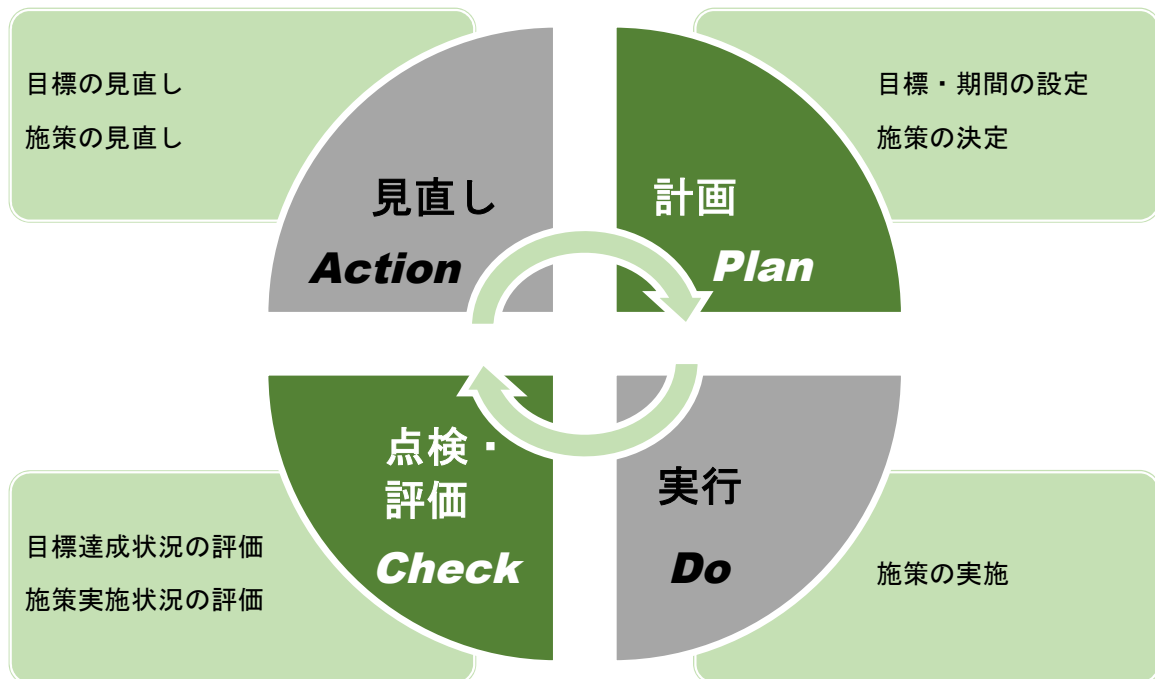 目標の見直し
施策の見直し
見直し
Action
目標・期間の設定
施策の決定
計画
Plan
点検・
評価
Check
目標達成状況の評価
施策実施状況の評価
実行
Do
施策の実施